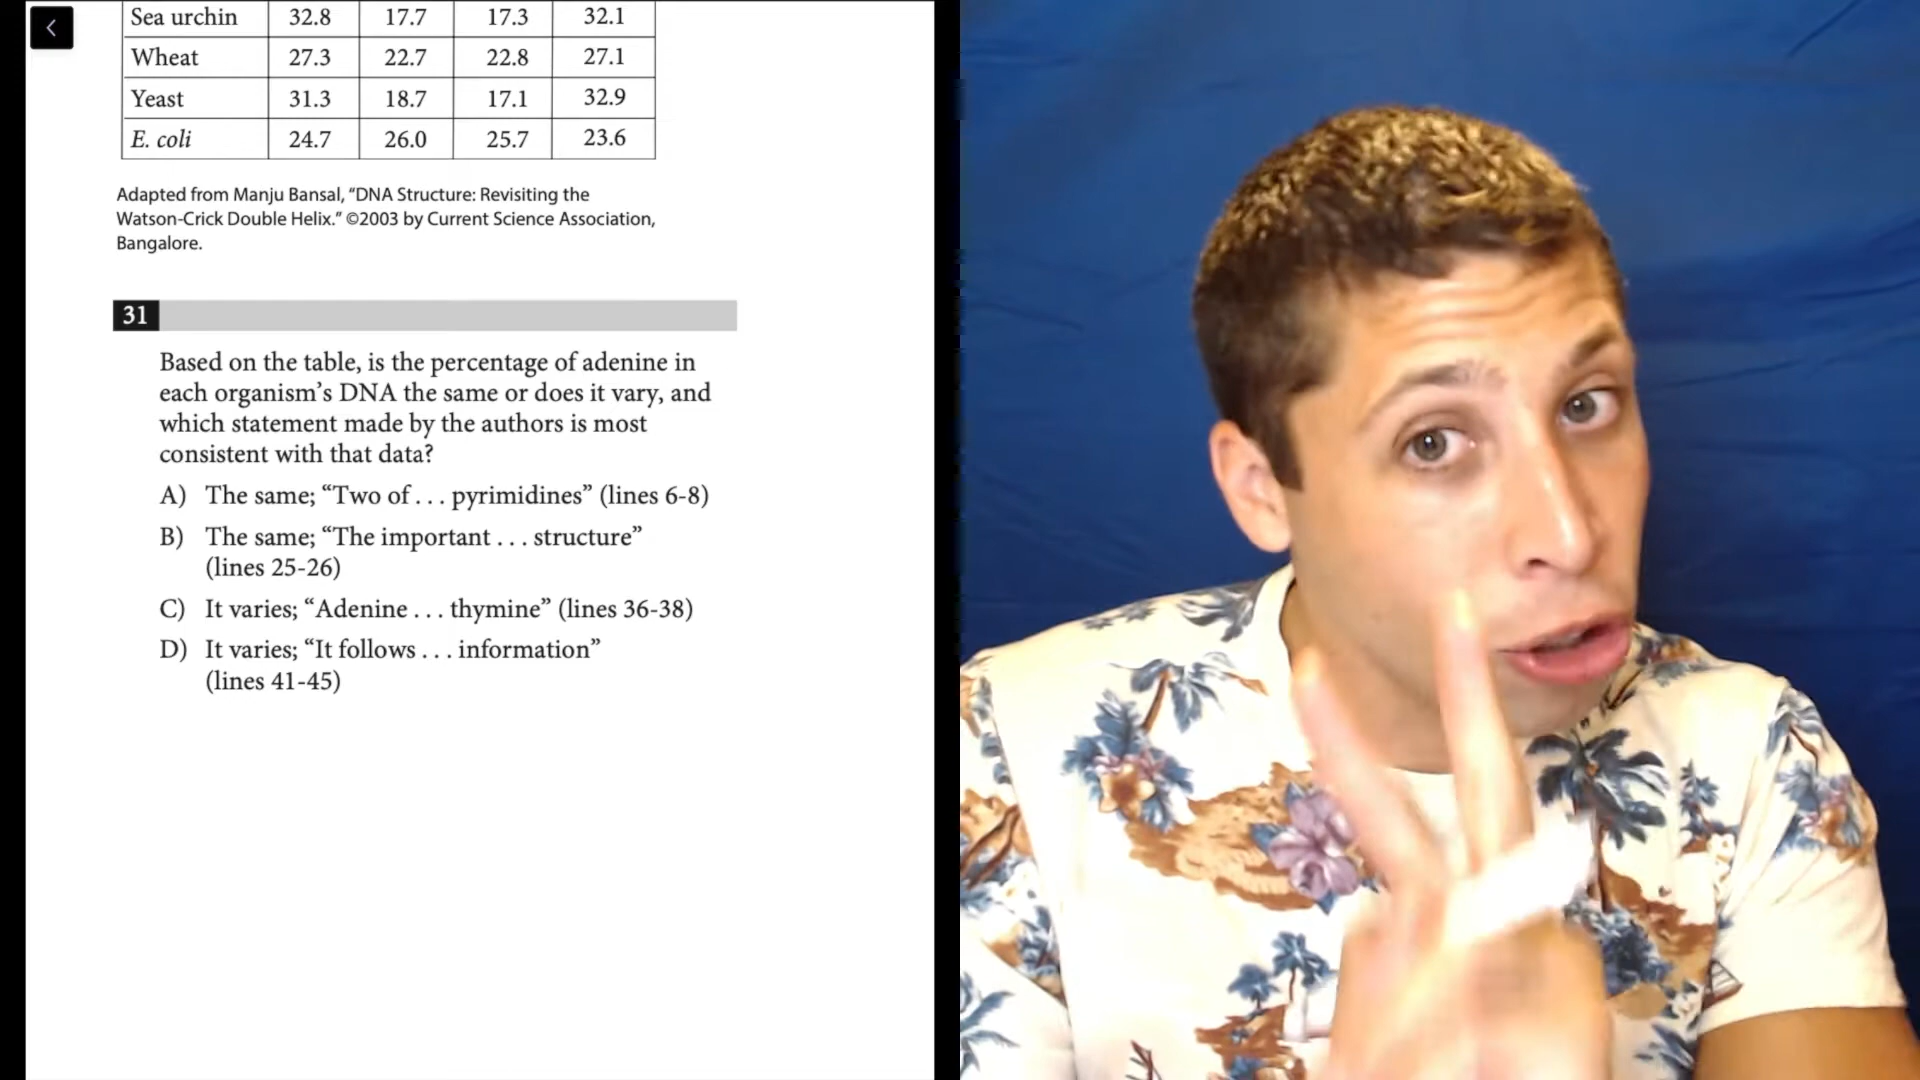 Sea urchin 32.8 17.7 17.3 32.1
Wheat 27.3 22.7 22.8 27.1
Yeast 31.3 18.7 17.1 32.9
E. coli 24.7 26.0 25.7 23.6
Adapted from Manju Bansal, “DNA Structure: Revisiting the
Watson-Crick Double Helix.” ©2003 by Current Science Association,
Bangalore.
31
Based on the table, is the percentage of adenine in
each organism’s DNA the same or does it vary, and
which statement made by the authors is most
consistent with that data?
A) The same; “Two of . . . pyrimidines” (lines 6-8)
B) The same; “The important . . . structure”
(lines 25-26)
C) It varies; “Adenine . . . thymine” (lines 36-38)
D) It varies; “It follows . . . information”
(lines 41-45)